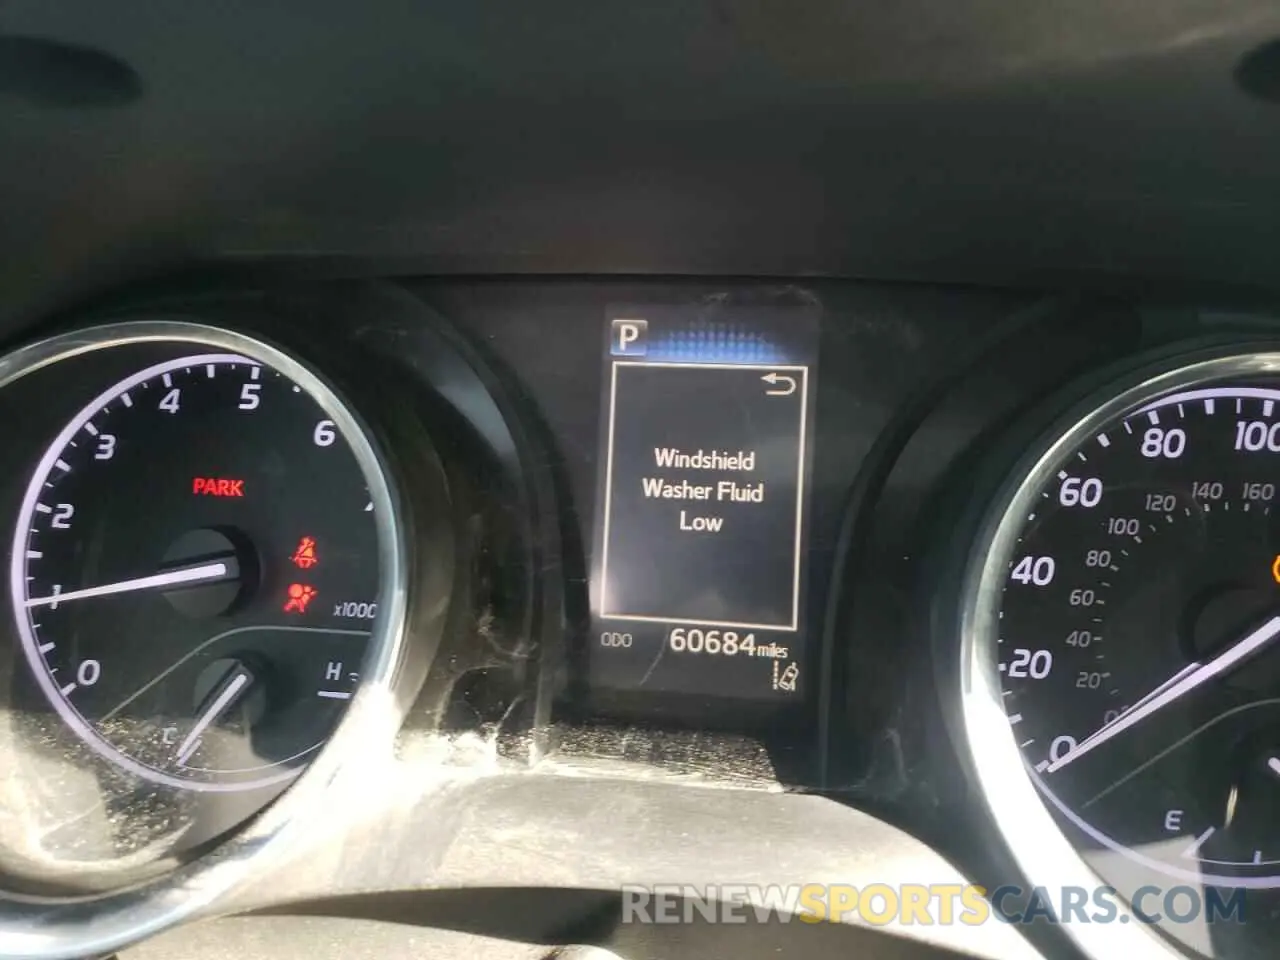 P
Windshield
Washer Fluid
Low
ODO 60684 miles
0
1
2
3
4
5
6
PARK
x1000
H
C
0
20
40
60
80
100
20
40
60
80
100
120
140
160
E
RENEWSPORTSCARS.COM